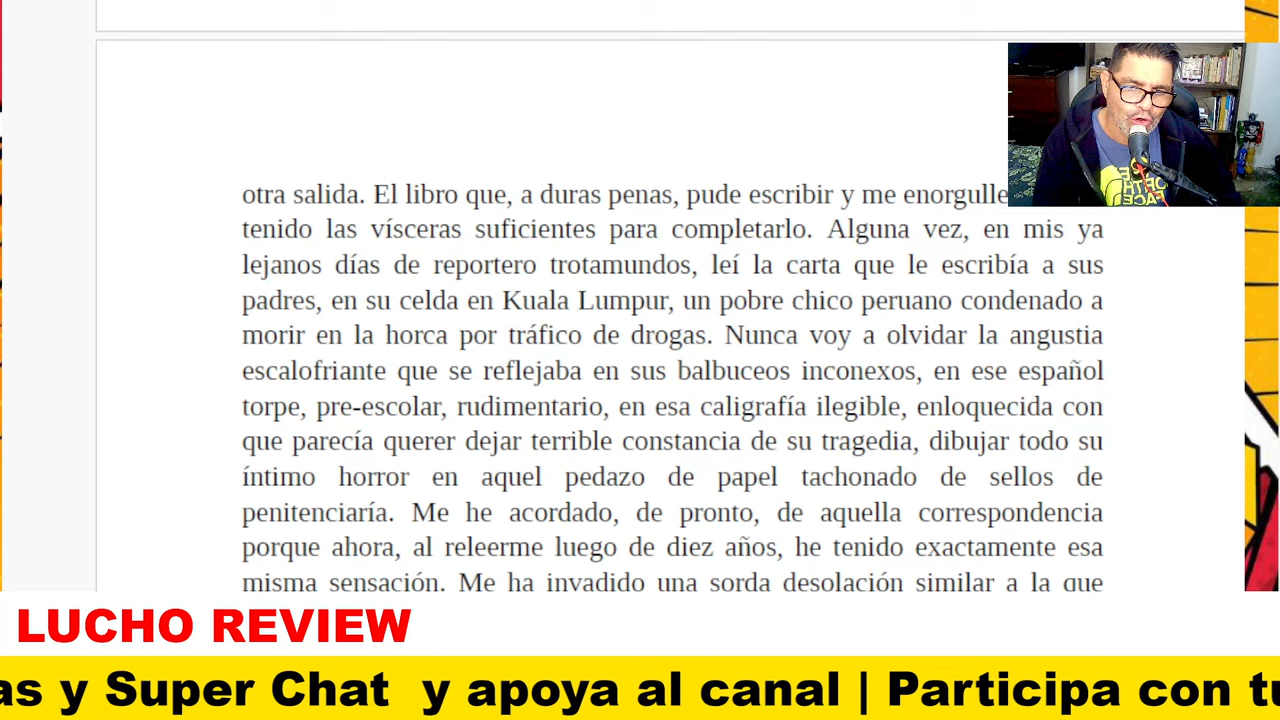 otra salida. El libro que, a duras penas, pude escribir y me
tenido las vísceras suficientes para completarlo. Alguna vez, en mis ya
lejanos días de reportero trotamundos, leí la carta que le escribía a sus
padres, en su celda en Kuala Lumpur, un pobre chico peruano condenado a
morir en la horca por tráfico de drogas. Nunca voy a olvidar la angustia
escalofriante que se reflejaba en sus balbuceos inconexos, en ese español
torpe, pre-escolar, rudimentario, en esa caligrafía ilegible, enloquecida con
que parecía querer dejar terrible constancia de su tragedia, dibujar todo su
íntimo horror en aquel pedazo de papel tachonado de sellos de
penitenciaría. Me he acordado, de pronto, de aquella correspondencia
porque ahora, al releerme luego de diez años, he tenido exactamente esa
misma sensación. Me ha invadido una sorda desolación similar a la que
LUCHO REVIEW
y Super Chat y apoya al canal | Participa con